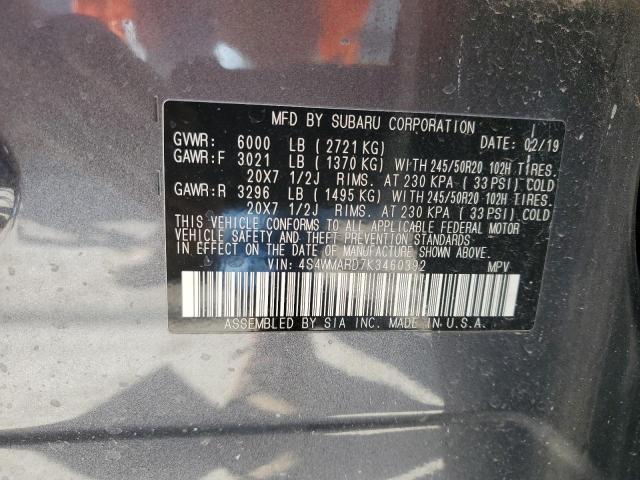 MFD BY SUBARU CORPORATION
GVWR: 6000 LB (2721 KG) DATE: 02/19
GAWR:F 3021 LB (1370 KG) WITH 245/50R20 102H TIRES.
20X7 1/2J RIMS. AT 230 KPA (33 PSI) COLD
GAWR:R 3296 LB (1495 KG) WITH 245/50R20 102H TIRES.
20X7 1/2J RIMS. AT 230 KPA (33 PSI) COLD
THIS VEHICLE CONFORMS TO ALL APPLICABLE FEDERAL MOTOR
VEHICLE SAFETY AND THEFT PREVENTION STANDARDS
IN EFFECT ON THE DATE OF MANUFACTURE SHOWN ABOVE.
VIN: 4S4WMARD7K3460392 MPV
ASSEMBLED BY SIA INC. MADE IN U.S.A.